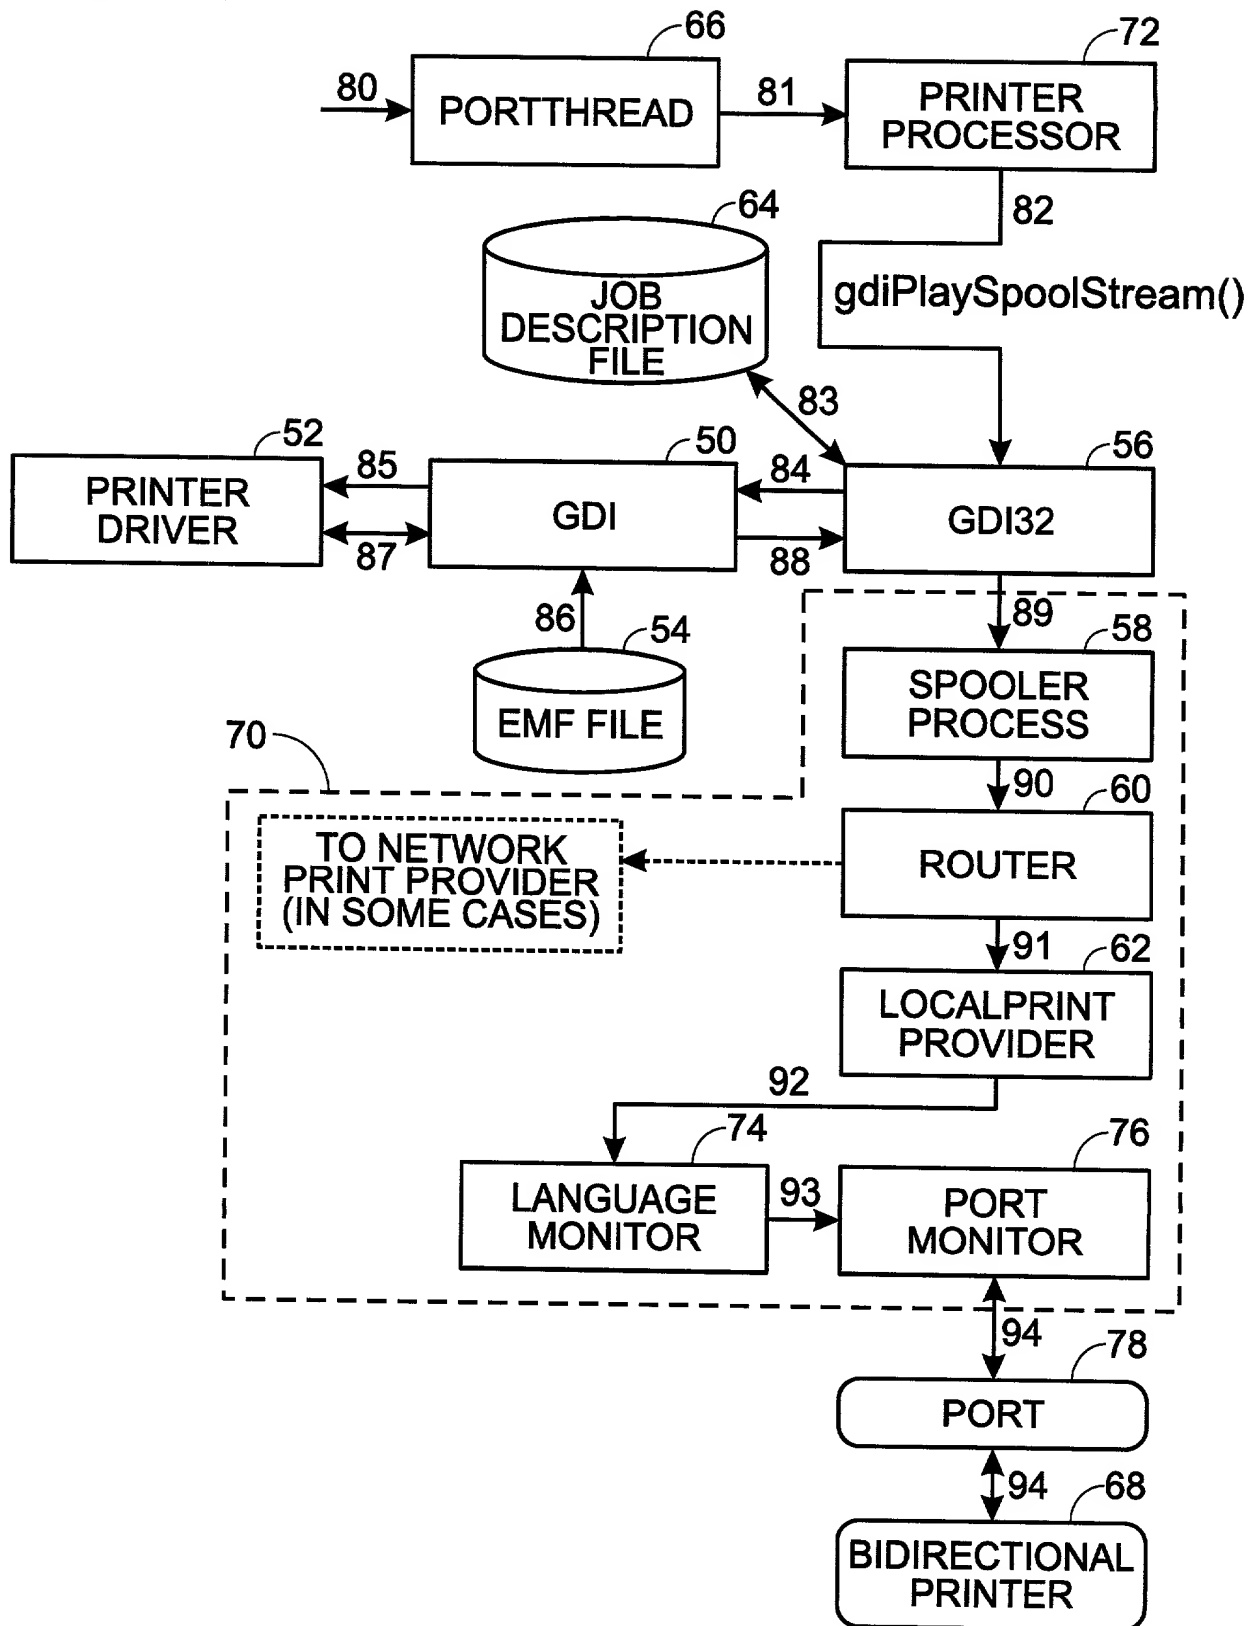 66
72
80
PORTTHREAD
81
PRINTER
PROCESSOR
82
64
JOB
DESCRIPTION
FILE
gdiPlaySpoolStream()
83
52
50
56
PRINTER
DRIVER
85
87
GDI
84
88
GDI32
86
54
EMF FILE
89
58
SPOOLER
PROCESS
70
90
60
TO NETWORK
PRINT PROVIDER
(IN SOME CASES)
ROUTER
91
62
LOCALPRINT
PROVIDER
92
74
76
LANGUAGE
MONITOR
93
PORT
MONITOR
94
78
PORT
94
68
BIDIRECTIONAL
PRINTER